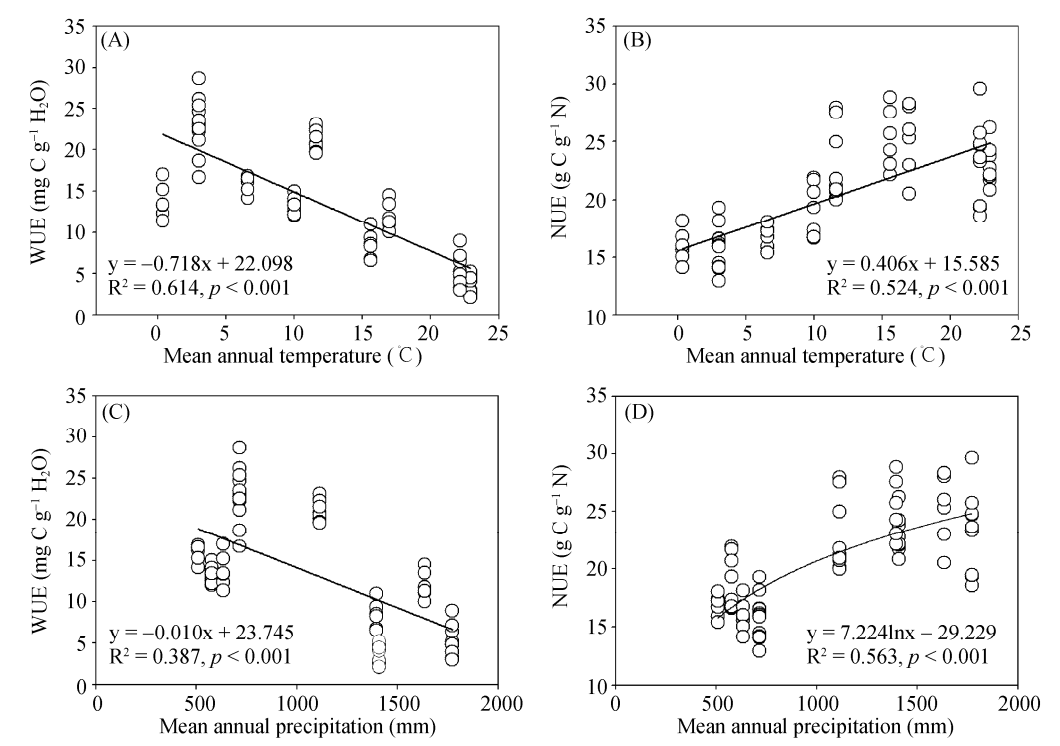 (A)
35
30
25
20
15
10
5
0
WUE (mg C g⁻¹ H₂O)
y = –0.718x + 22.098
R² = 0.614, p < 0.001
0 5 10 15 20 25
Mean annual temperature (℃)
(B)
35
30
25
20
15
10
NUE (g C g⁻¹ N)
y = 0.406x + 15.585
R² = 0.524, p < 0.001
0 5 10 15 20 25
Mean annual temperature (℃)
(C)
35
30
25
20
15
10
5
0
WUE (mg C g⁻¹ H₂O)
y = –0.010x + 23.745
R² = 0.387, p < 0.001
0 500 1000 1500 2000
Mean annual precipitation (mm)
(D)
35
30
25
20
15
10
NUE (g C g⁻¹ N)
y = 7.224lnx – 29.229
R² = 0.563, p < 0.001
0 500 1000 1500 2000
Mean annual precipitation (mm)